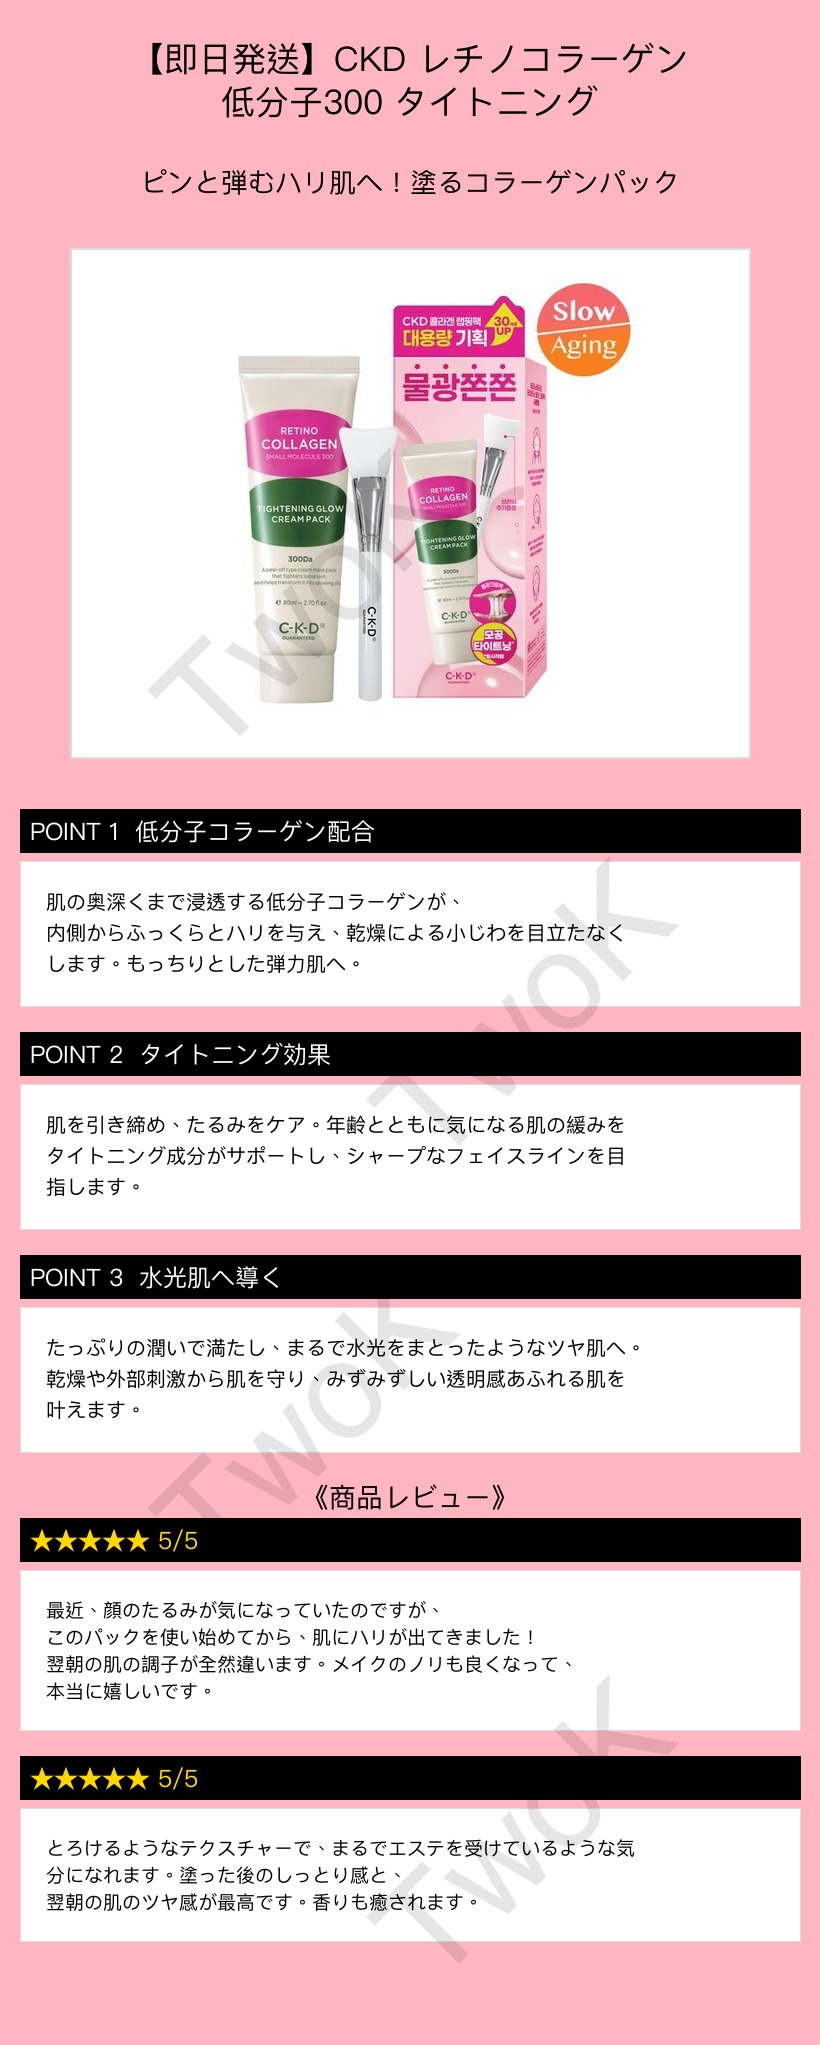 【即日発送】CKD レチノコラーゲン
低分子300 タイトニング
ピンと弾むハリ肌へ！塗るコラーゲンパック
Slow
Aging
CKD 콜라겐 랩핑팩
대용량 기획
30ml
UP
물광쫀쫀
RETINO
COLLAGEN
SMALL MOLECULE 300
TIGHTENING GLOW
CREAM PACK
300Da
A peel-off type cream mask pack
that tightens loose skin,
and helps transform it into glowing skin
℮ 80ml – 2.70 fl.oz
C·K·D®
GUARANTEED
C·K·D®
GUARANTEED
RETINO
COLLAGEN
SMALL MOLECULE 300
TIGHTENING GLOW
CREAM PACK
300Da
C·K·D®
모공
타이트닝
C·K·D®
GUARANTEED
TwoK
POINT 1 低分子コラーゲン配合
肌の奥深くまで浸透する低分子コラーゲンが、
内側からふっくらとハリを与え、乾燥による小じわを目立たなく
します。もっちりとした弾力肌へ。
TwoK
POINT 2 タイトニング効果
肌を引き締め、たるみをケア。年齢とともに気になる肌の緩みを
タイトニング成分がサポートし、シャープなフェイスラインを目
指します。
POINT 3 水光肌へ導く
たっぷりの潤いで満たし、まるで水光をまとったようなツヤ肌へ。
乾燥や外部刺激から肌を守り、みずみずしい透明感あふれる肌を
叶えます。
TwoK
《商品レビュー》
★★★★★ 5/5
最近、顔のたるみが気になっていたのですが、
このパックを使い始めてから、肌にハリが出てきました！
翌朝の肌の調子が全然違います。メイクのノリも良くなって、
本当に嬉しいです。
★★★★★ 5/5
とろけるようなテクスチャーで、まるでエステを受けているような気
分になれます。塗った後のしっとり感と、
翌朝の肌のツヤ感が最高です。香りも癒されます。
TwoK